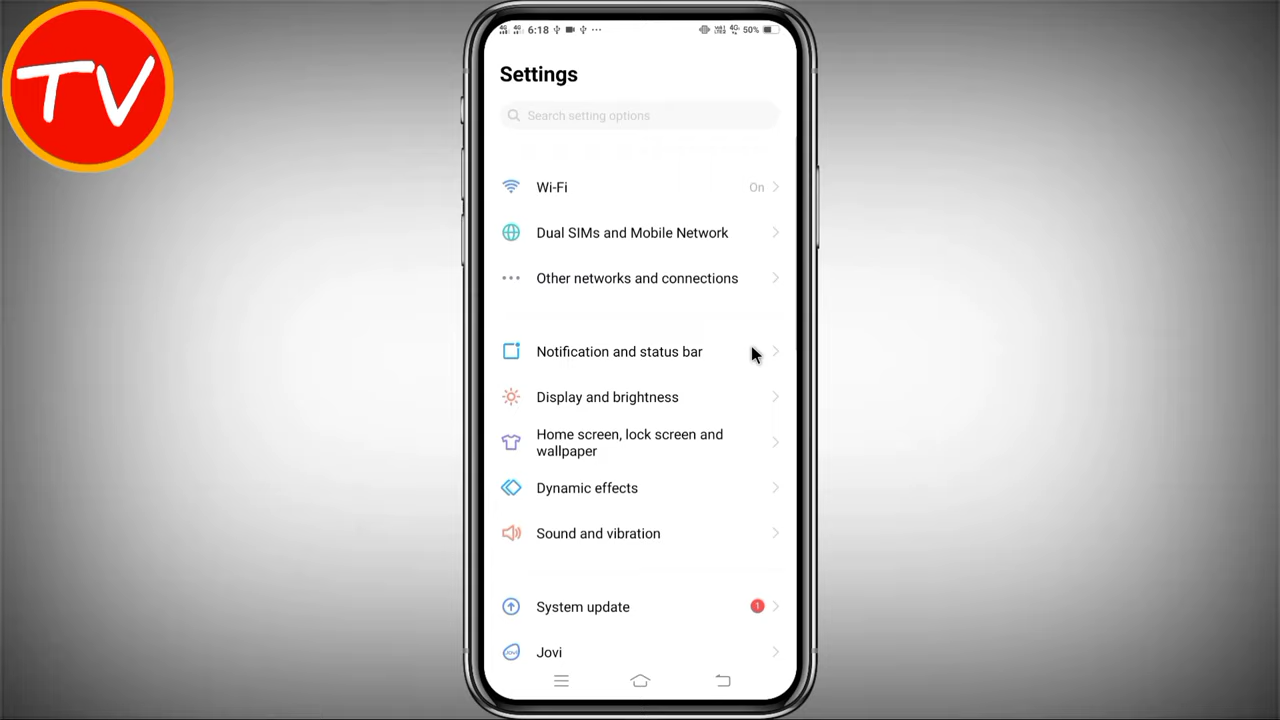 TV
6:18
50%
Settings
Search setting options
Wi-Fi On
Dual SIMs and Mobile Network
Other networks and connections
Notification and status bar
Display and brightness
Home screen, lock screen and
wallpaper
Dynamic effects
Sound and vibration
System update 1
Jovi